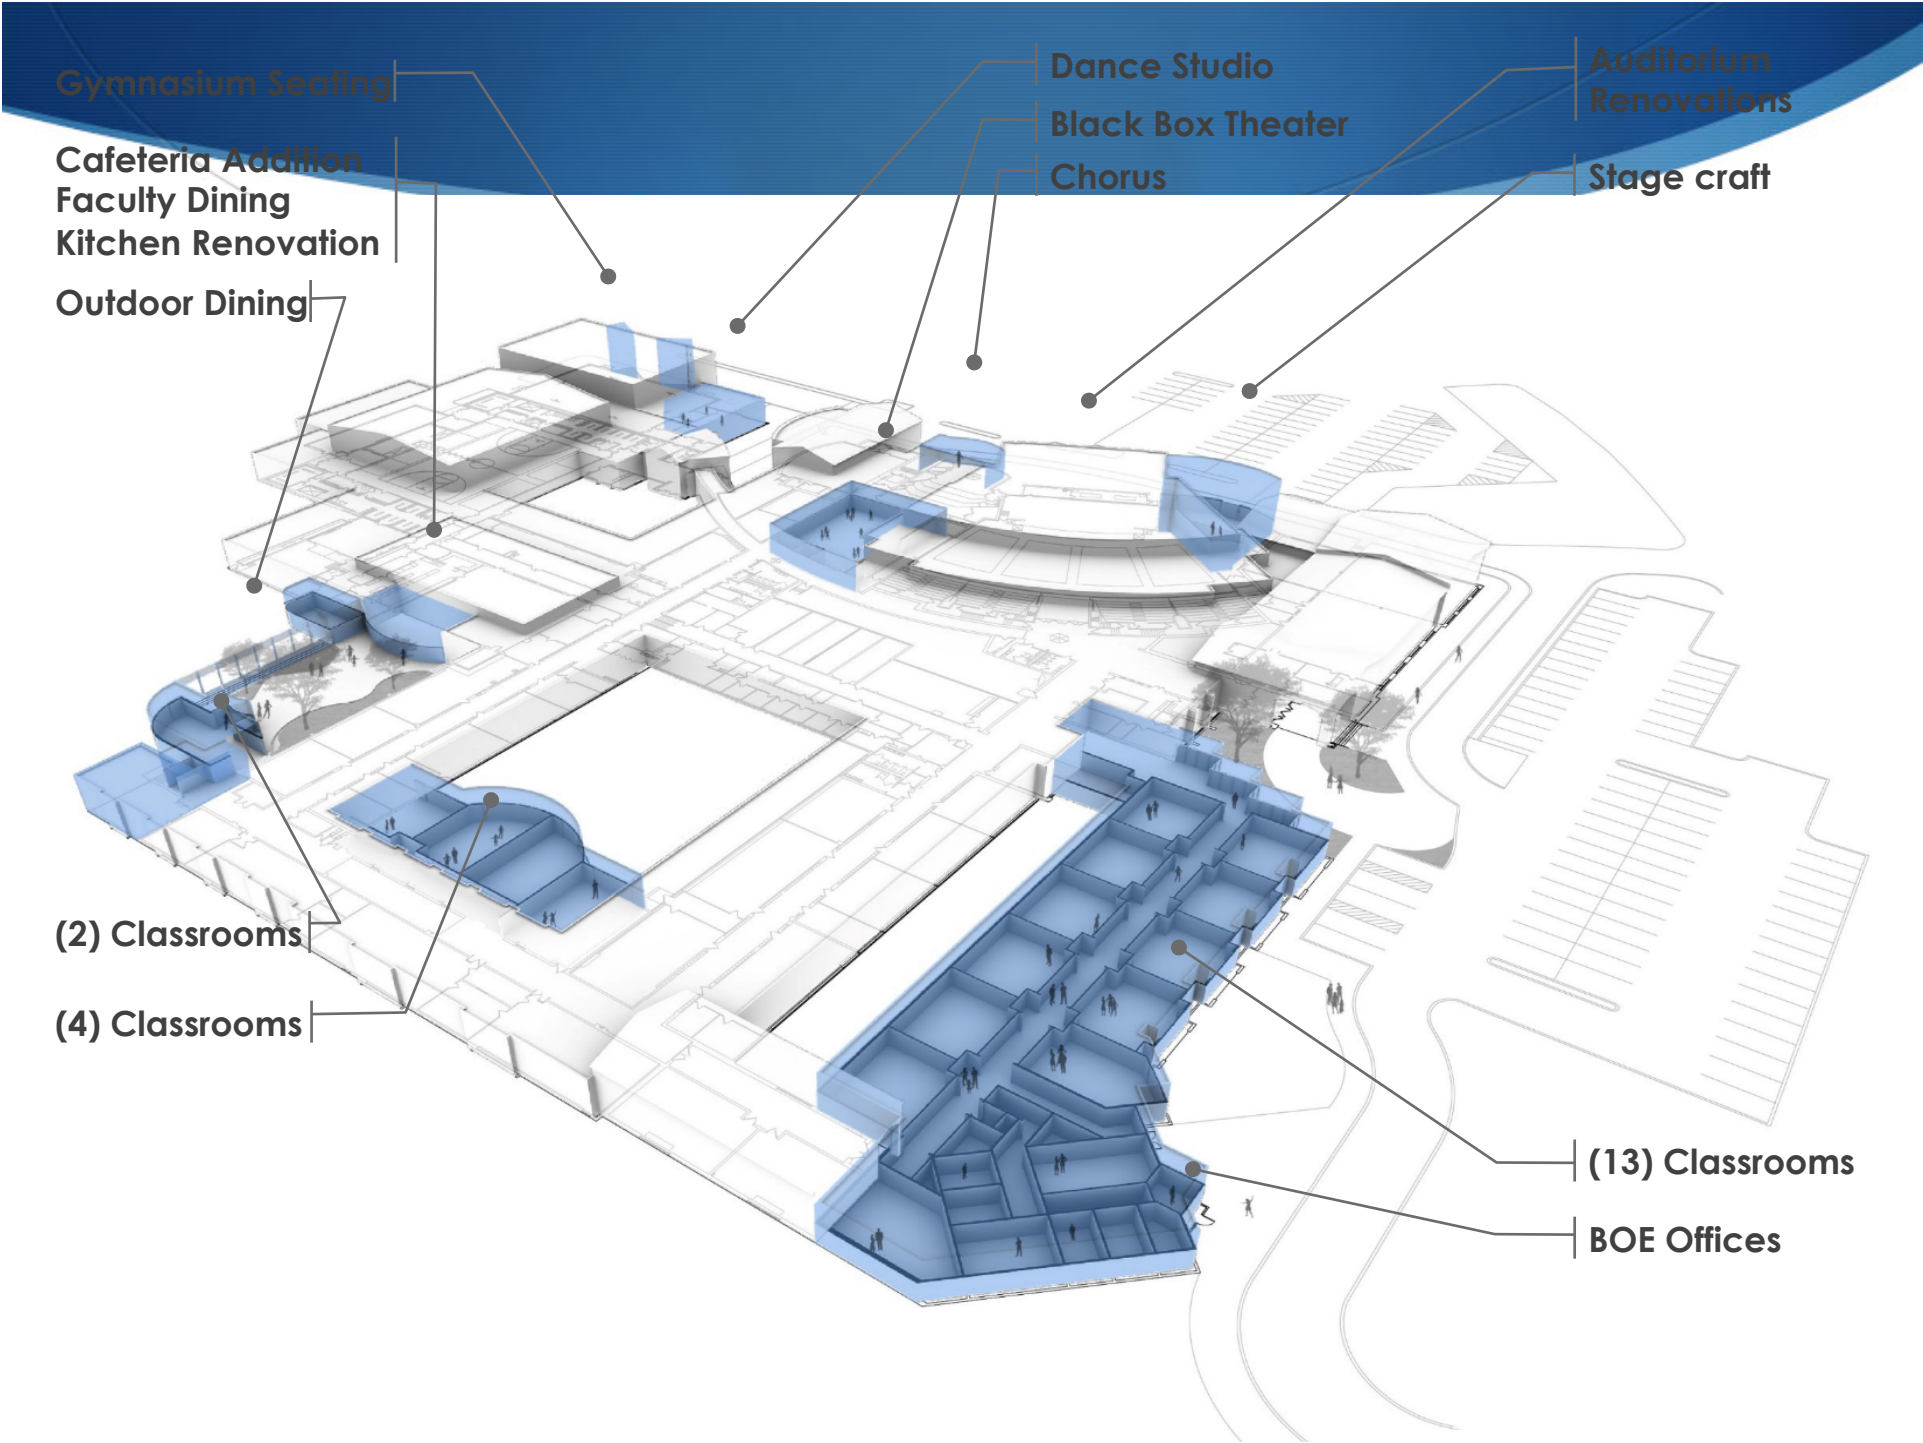 Gymnasium Seating
Cafeteria Addition
Faculty Dining
Kitchen Renovation
Outdoor Dining
Dance Studio
Black Box Theater
Chorus
Auditorium
Renovations
Stage craft
(2) Classrooms
(4) Classrooms
(13) Classrooms
BOE Offices